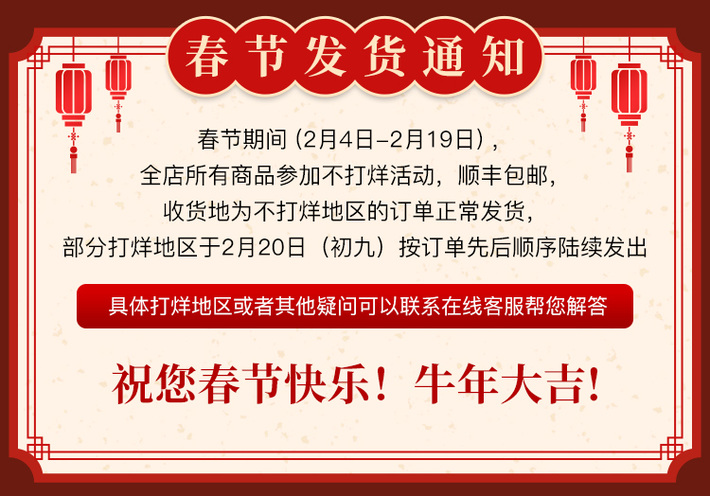 春节发货通知
春节期间（2月4日-2月19日），
全店所有商品参加不打烊活动，顺丰包邮，
收货地为不打烊地区的订单正常发货，
部分打烊地区于2月20日（初九）按订单先后顺序陆续发出
具体打烊地区或者其他疑问可以联系在线客服帮您解答
祝您春节快乐！牛年大吉！